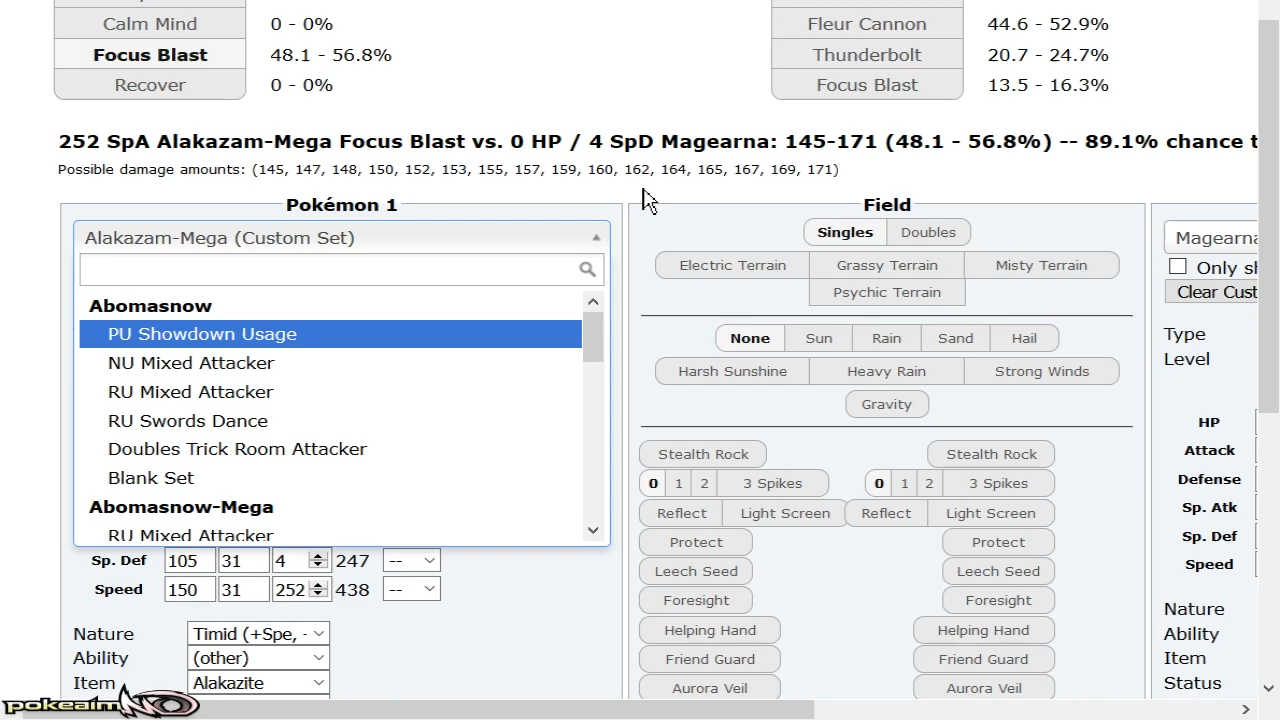 Calm Mind 0 - 0% Fleur Cannon 44.6 - 52.9%
Focus Blast 48.1 - 56.8% Thunderbolt 20.7 - 24.7%
Recover 0 - 0% Focus Blast 13.5 - 16.3%
252 SpA Alakazam-Mega Focus Blast vs. 0 HP / 4 SpD Magearna: 145-171 (48.1 - 56.8%) -- 89.1% chance t
Possible damage amounts: (145, 147, 148, 150, 152, 153, 155, 157, 159, 160, 162, 164, 165, 167, 169, 171)
Pokémon 1
Alakazam-Mega (Custom Set)
Abomasnow
PU Showdown Usage
NU Mixed Attacker
RU Mixed Attacker
RU Swords Dance
Doubles Trick Room Attacker
Blank Set
Abomasnow-Mega
RU Mixed Attacker
Sp. Def 105 31 4 247 --
Speed 150 31 252 438 --
Nature Timid (+Spe, -
Ability (other)
Item Alakazite
pokeaimMD
Field
Singles Doubles
Electric Terrain Grassy Terrain Misty Terrain
Psychic Terrain
None Sun Rain Sand Hail
Harsh Sunshine Heavy Rain Strong Winds
Gravity
Stealth Rock Stealth Rock
0 1 2 3 Spikes 0 1 2 3 Spikes
Reflect Light Screen Reflect Light Screen
Protect Protect
Leech Seed Leech Seed
Foresight Foresight
Helping Hand Helping Hand
Friend Guard Friend Guard
Aurora Veil Aurora Veil
Magearna
Only sh
Clear Cust
Type
Level
HP
Attack
Defense
Sp. Atk
Sp. Def
Speed
Nature
Ability
Item
Status